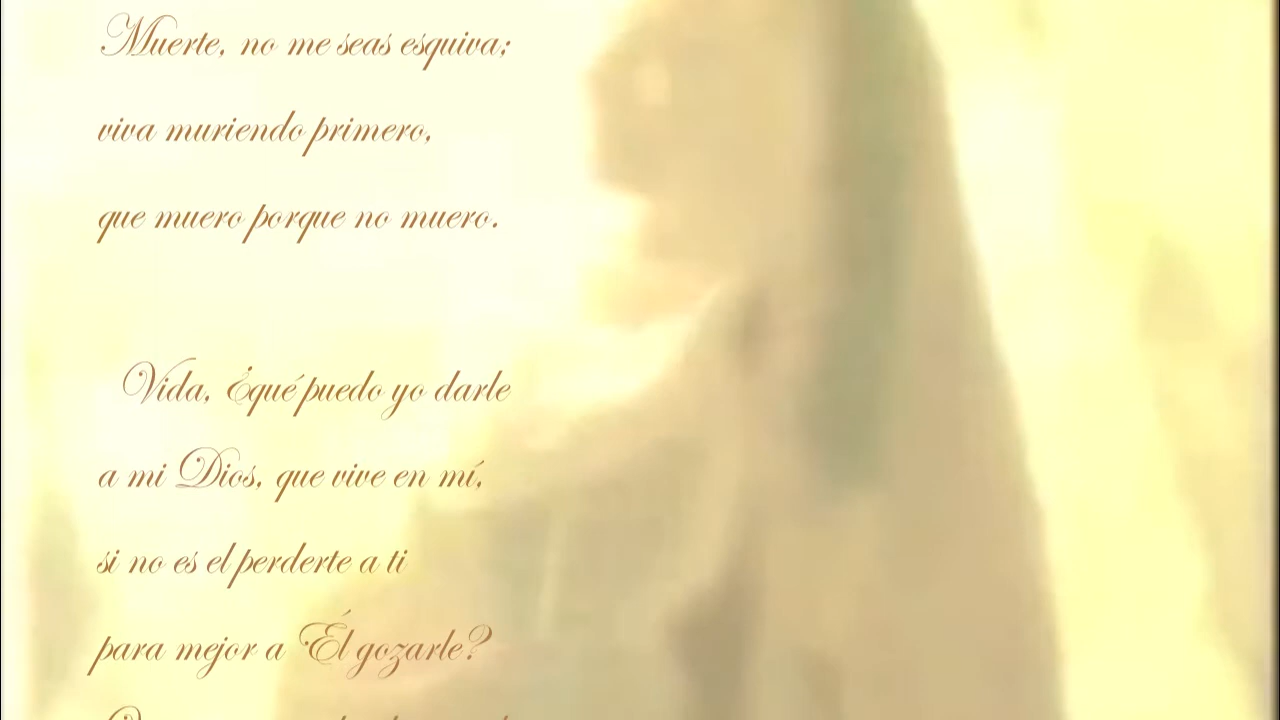 Muerte, no me seas esquiva;
viva muriendo primero,
que muero porque no muero.
Vida, ¿qué puedo yo darle
a mi Dios, que vive en mí,
si no es el perderte a ti
para mejor a Él gozarle?